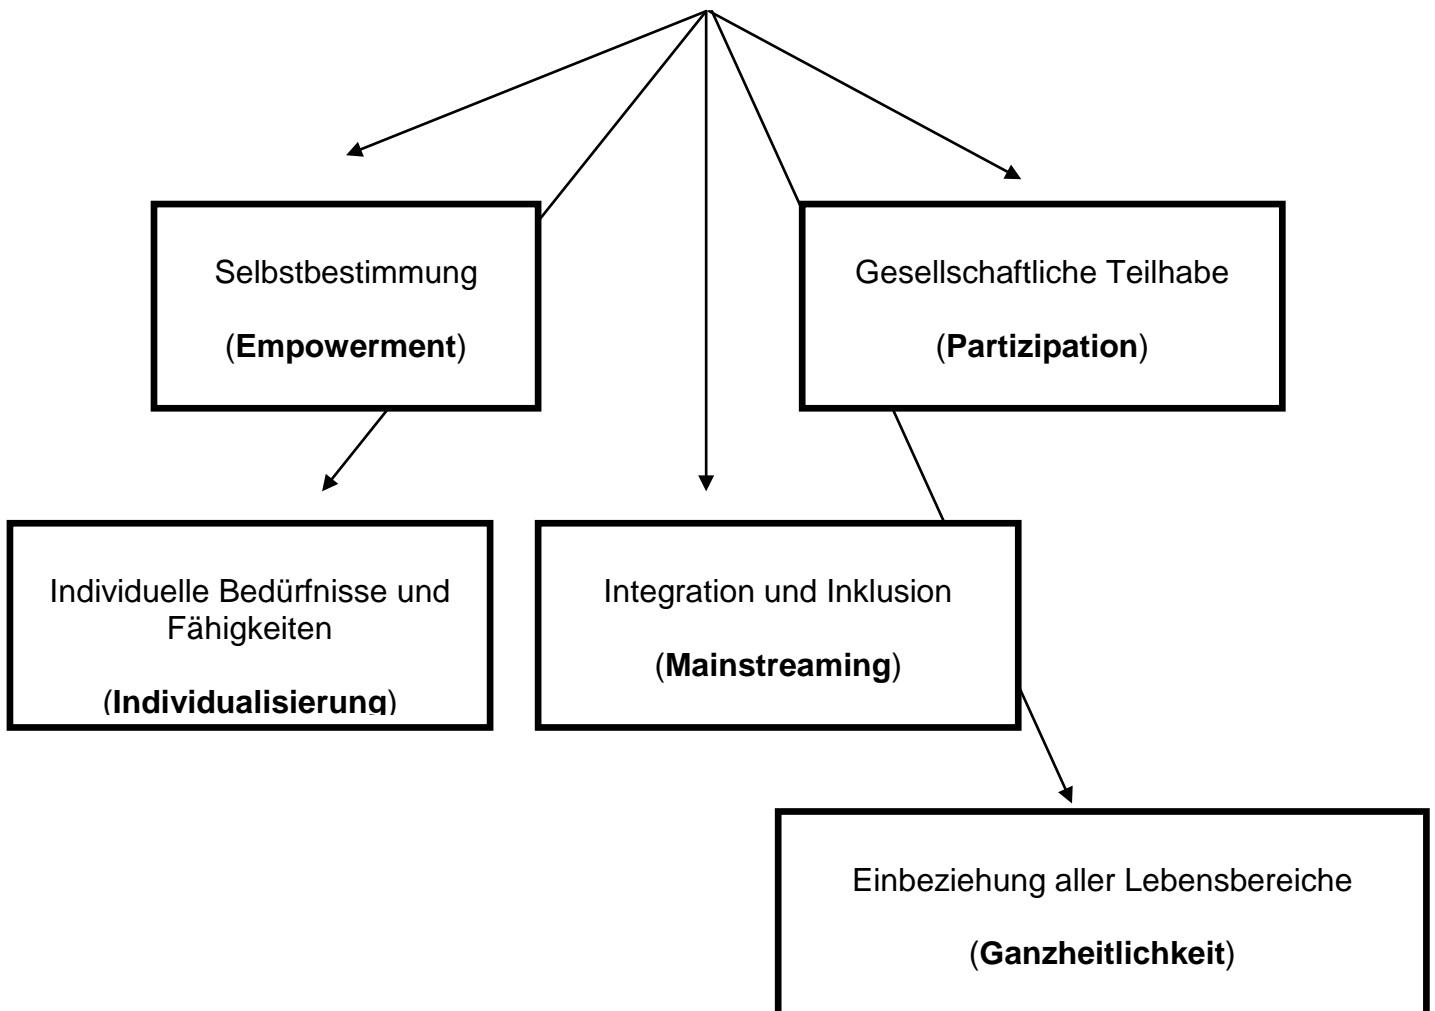 Selbstbestimmung
(Empowerment)
Gesellschaftliche Teilhabe
(Partizipation)
Individuelle Bedürfnisse und
Fähigkeiten
(Individualisierung)
Integration und Inklusion
(Mainstreaming)
Einbeziehung aller Lebensbereiche
(Ganzheitlichkeit)